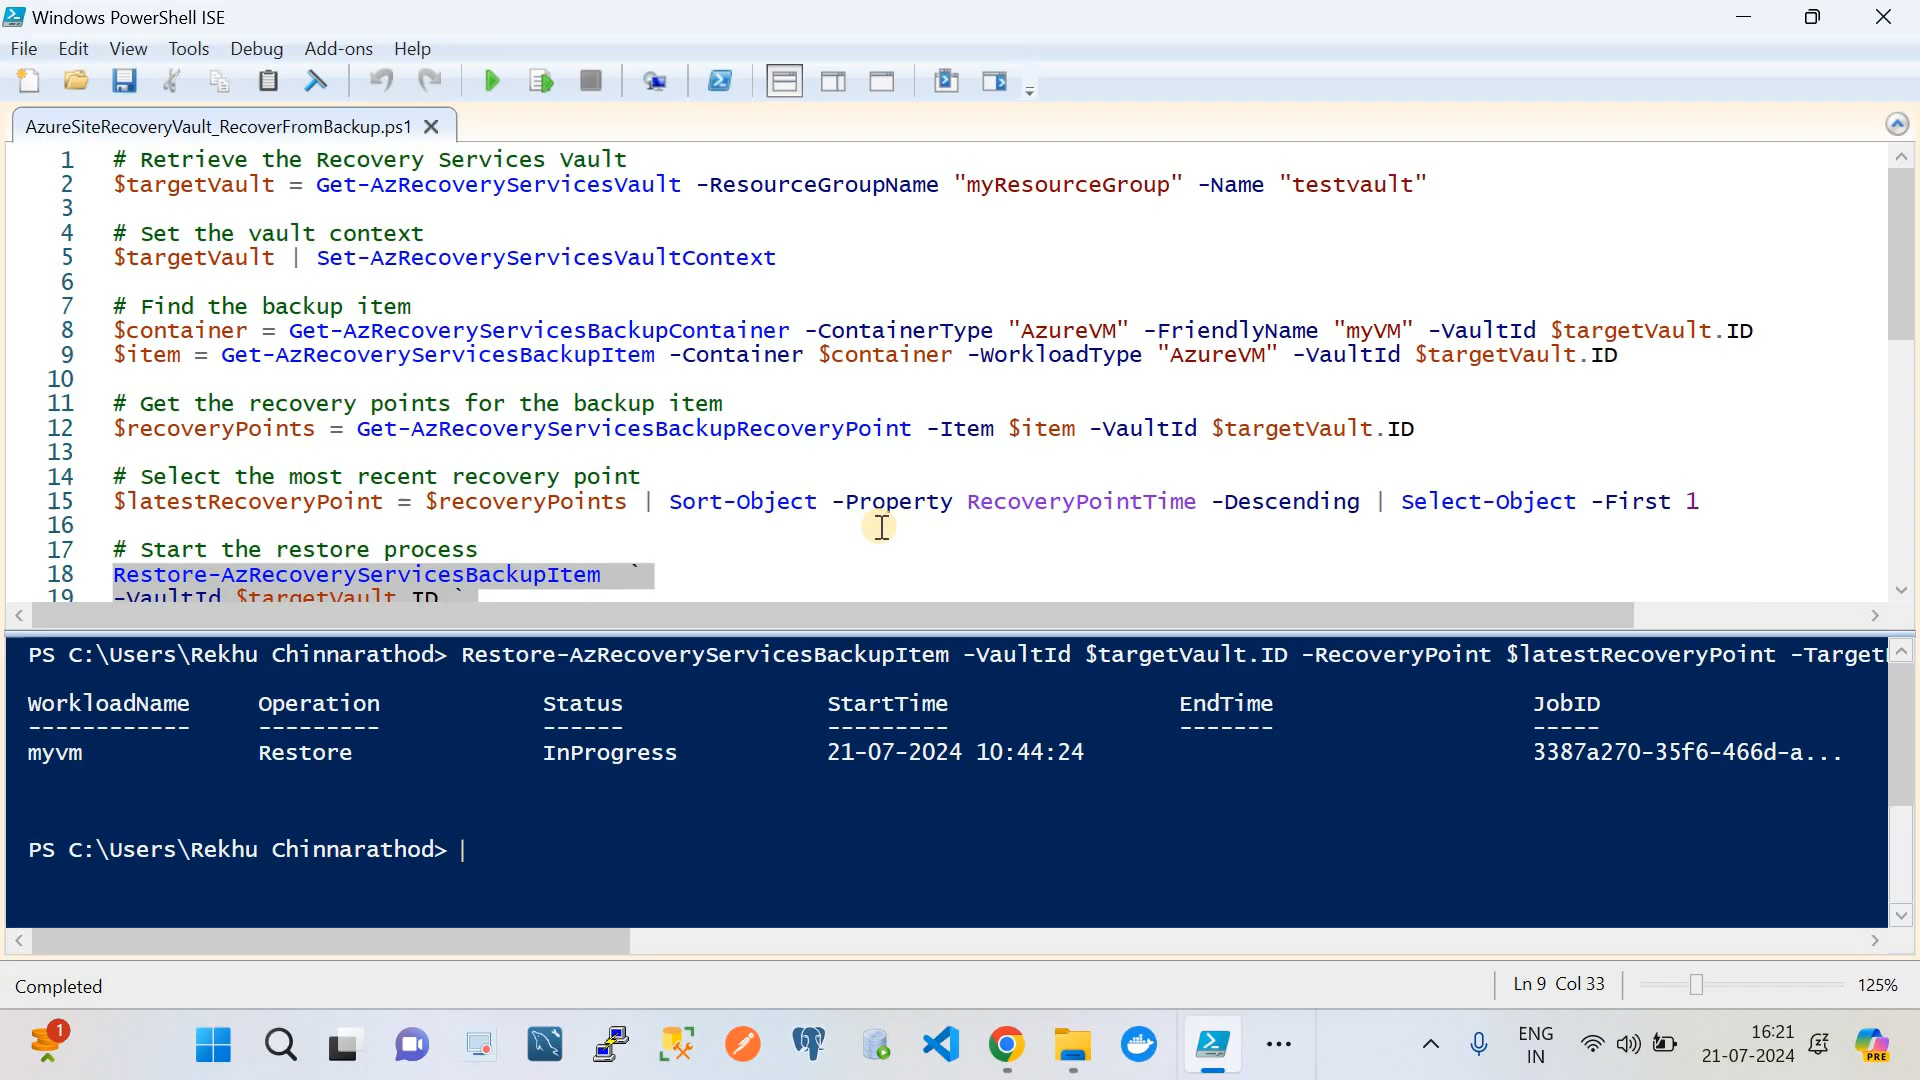 Windows PowerShell ISE
File Edit View Tools Debug Add-ons Help
AzureSiteRecoveryVault_RecoverFromBackup.ps1
1 # Retrieve the Recovery Services Vault
2 $targetVault = Get-AzRecoveryServicesVault -ResourceGroupName "myResourceGroup" -Name "testvault"
3
4 # Set the vault context
5 $targetVault | Set-AzRecoveryServicesVaultContext
6
7 # Find the backup item
8 $container = Get-AzRecoveryServicesBackupContainer -ContainerType "AzureVM" -FriendlyName "myVM" -VaultId $targetVault.ID
9 $item = Get-AzRecoveryServicesBackupItem -Container $container -WorkloadType "AzureVM" -VaultId $targetVault.ID
10
11 # Get the recovery points for the backup item
12 $recoveryPoints = Get-AzRecoveryServicesBackupRecoveryPoint -Item $item -VaultId $targetVault.ID
13
14 # Select the most recent recovery point
15 $latestRecoveryPoint = $recoveryPoints | Sort-Object -Property RecoveryPointTime -Descending | Select-Object -First 1
16
17 # Start the restore process
18 Restore-AzRecoveryServicesBackupItem `
19 -VaultId $targetVault.ID `
PS C:\Users\Rekhu Chinnarathod> Restore-AzRecoveryServicesBackupItem -VaultId $targetVault.ID -RecoveryPoint $latestRecoveryPoint -Target
WorkloadName Operation Status StartTime EndTime JobID
------------ --------- ------ --------- ------- -----
myvm Restore InProgress 21-07-2024 10:44:24 3387a270-35f6-466d-a...
PS C:\Users\Rekhu Chinnarathod>
Completed
Ln 9 Col 33
125%
1
ENG
IN
16:21
21-07-2024
PRE